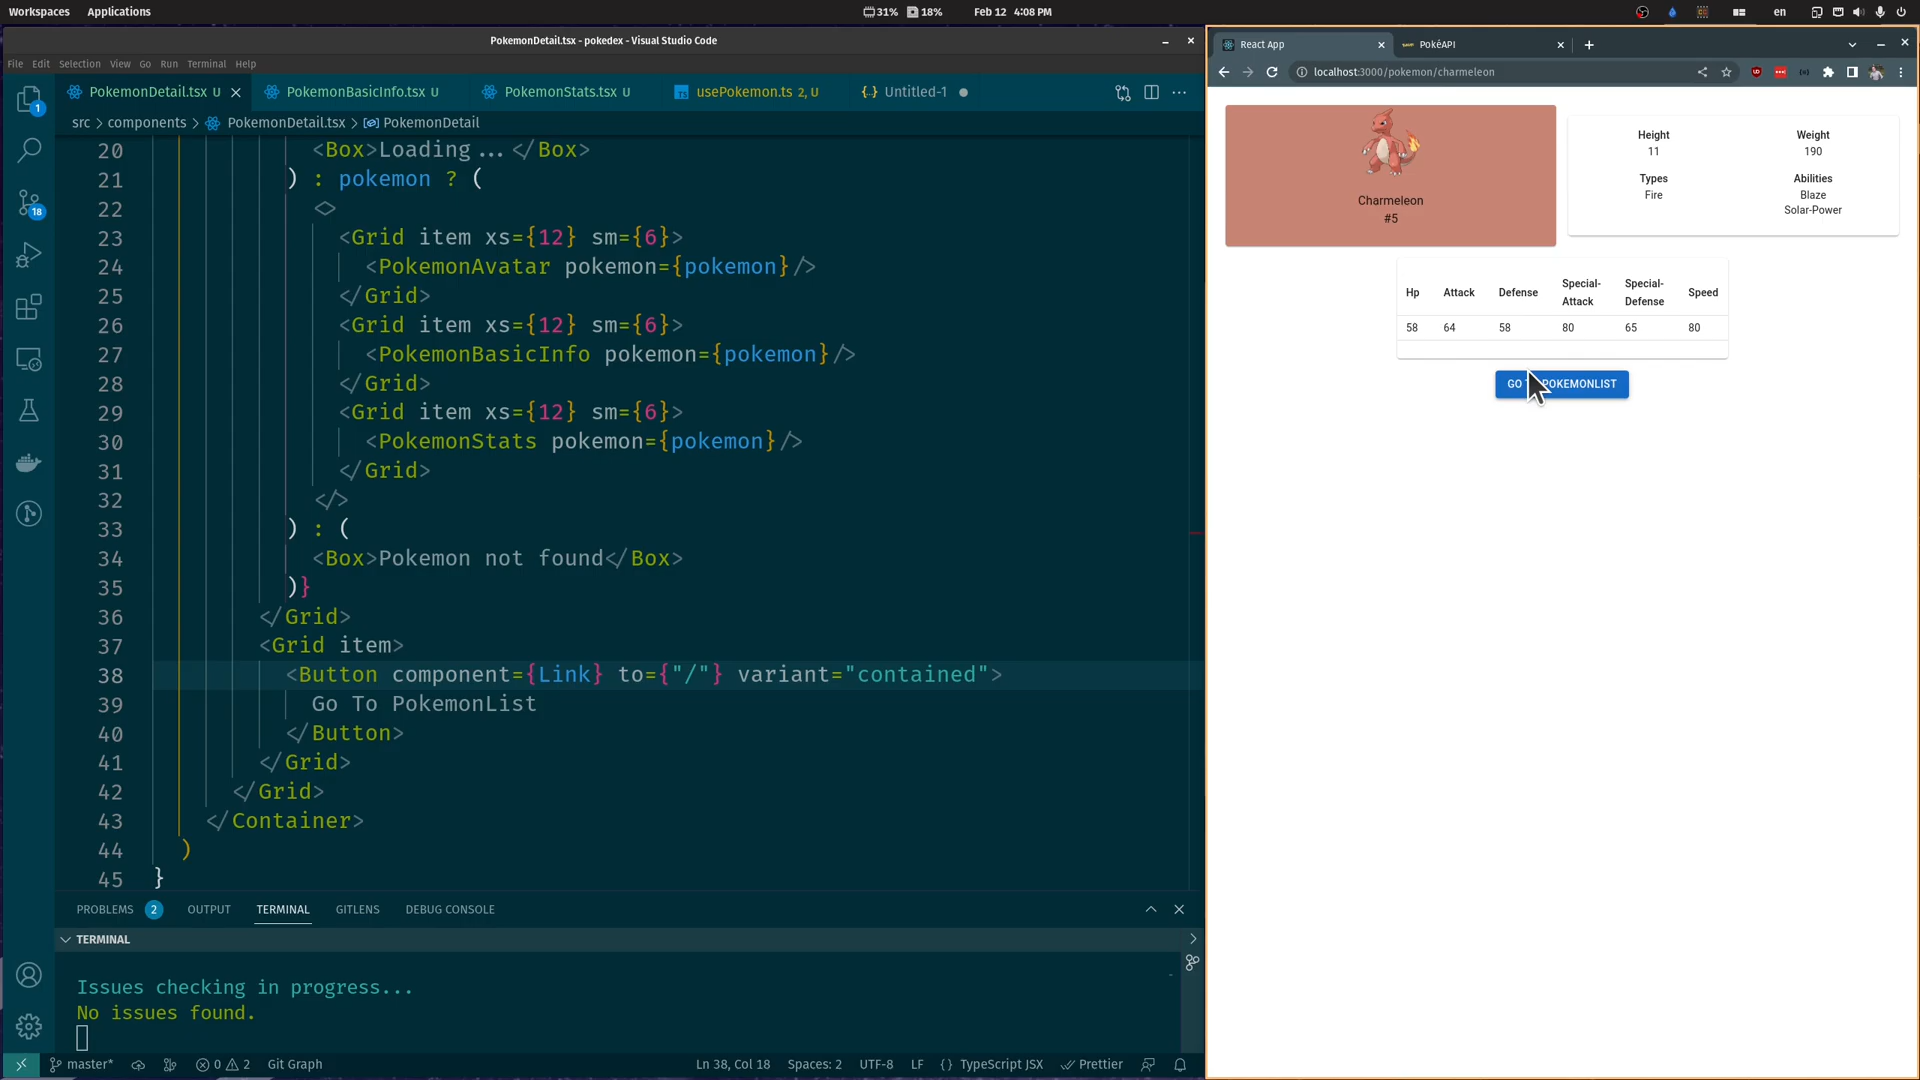 Workspaces Applications 31% 18% Feb 12 4:08 PM en
PokemonDetail.tsx - pokedex - Visual Studio Code
File Edit Selection View Go Run Terminal Help
PokemonDetail.tsx U PokemonBasicInfo.tsx U PokemonStats.tsx U usePokemon.ts 2, U Untitled-1
src > components > PokemonDetail.tsx > PokemonDetail
20 <Box>Loading...</Box>
21 ) : pokemon ? (
22 <>
23 <Grid item xs={12} sm={6}>
24 <PokemonAvatar pokemon={pokemon}/>
25 </Grid>
26 <Grid item xs={12} sm={6}>
27 <PokemonBasicInfo pokemon={pokemon}/>
28 </Grid>
29 <Grid item xs={12} sm={6}>
30 <PokemonStats pokemon={pokemon}/>
31 </Grid>
32 </>
33 ) : (
34 <Box>Pokemon not found</Box>
35 )}
36 </Grid>
37 <Grid item>
38 <Button component={Link} to={"/"} variant="contained">
39 Go To PokemonList
40 </Button>
41 </Grid>
42 </Grid>
43 </Container>
44 )
45 }
PROBLEMS 2 OUTPUT TERMINAL GITLENS DEBUG CONSOLE
TERMINAL
Issues checking in progress...
No issues found.
1
18
master* 0 2 Git Graph Ln 38, Col 18 Spaces: 2 UTF-8 LF {} TypeScript JSX Prettier
React App PokéAPI
localhost:3000/pokemon/charmeleon
Charmeleon
#5
Height Weight
11 190
Types Abilities
Fire Blaze
Solar-Power
Hp Attack Defense Special-Attack Special-Defense Speed
58 64 58 80 65 80
GO POKEMONLIST